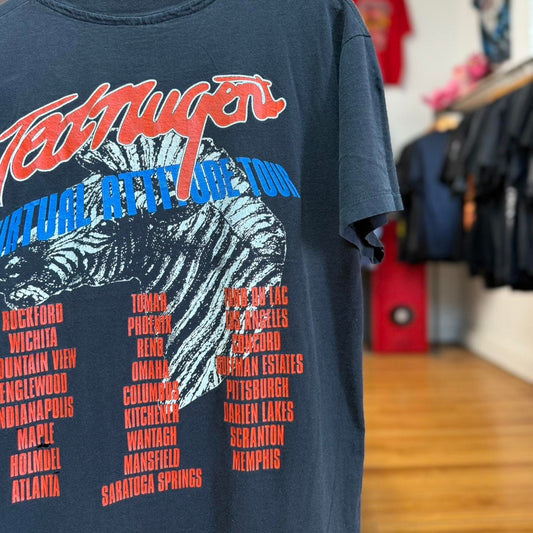 Ted Nugent
VIRTUAL ATTITUDE TOUR
ROCKFORD
WICHITA
MOUNTAIN VIEW
ENGLEWOOD
INDIANAPOLIS
MAPLE
HOLMDEL
ATLANTA
TOMAH
PHOENIX
RENO
OMAHA
COLUMBUS
KITCHENER
WANTAGH
MANSFIELD
SARATOGA SPRINGS
FOND DU LAC
LOS ANGELES
CONCORD
HOFFMAN ESTATES
PITTSBURGH
DARIEN LAKES
SCRANTON
MEMPHIS